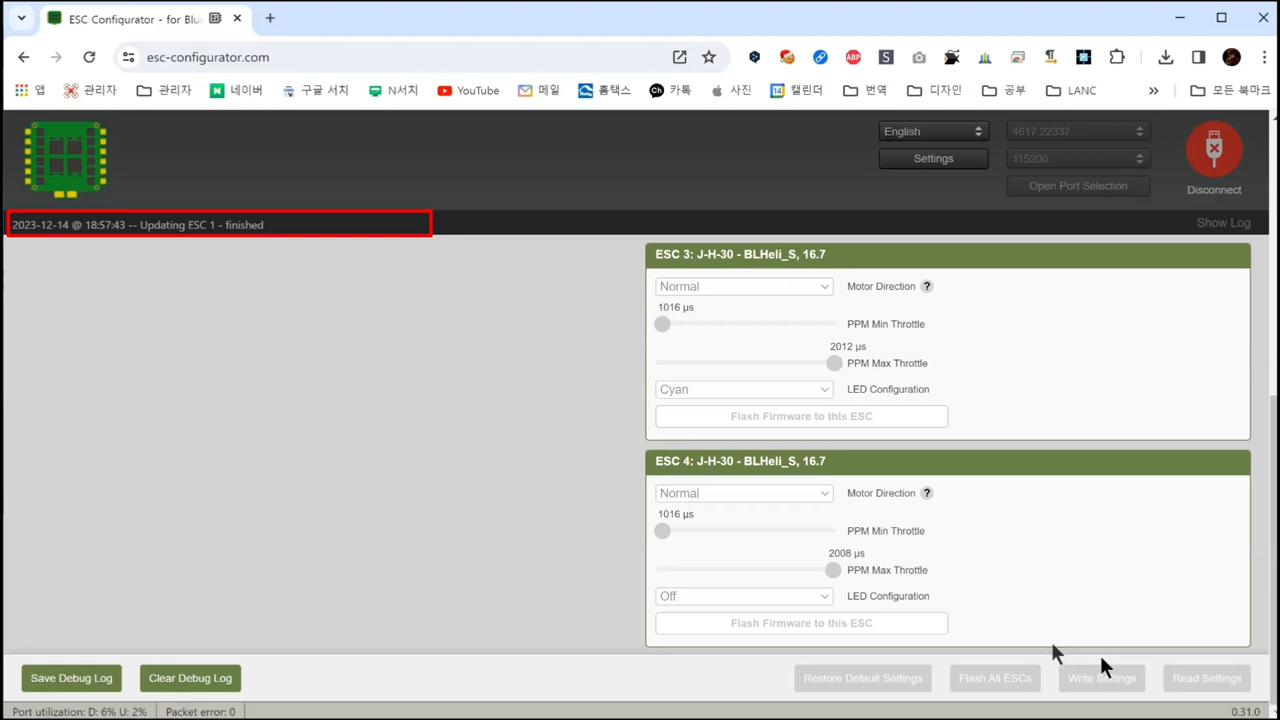 ESC Configurator - for Blu
esc-configurator.com
앱
관리자
관리자
네이버
구글 서치
N서치
YouTube
메일
홈택스
카톡
사진
캘린더
번역
디자인
공부
LANC
모든 북마크
English
4617.22337
Settings
115200
Open Port Selection
Disconnect
2023-12-14 @ 18:57:43 -- Updating ESC 1 - finished
Show Log
ESC 3: J-H-30 - BLHeli_S, 16.7
Normal
Motor Direction ?
1016 µs
PPM Min Throttle
2012 µs
PPM Max Throttle
Cyan
LED Configuration
Flash Firmware to this ESC
ESC 4: J-H-30 - BLHeli_S, 16.7
Normal
Motor Direction ?
1016 µs
PPM Min Throttle
2008 µs
PPM Max Throttle
Off
LED Configuration
Flash Firmware to this ESC
Save Debug Log
Clear Debug Log
Restore Default Settings
Flash All ESCs
Write Settings
Read Settings
Port utilization: D: 6% U: 2%
Packet error: 0
0.31.0